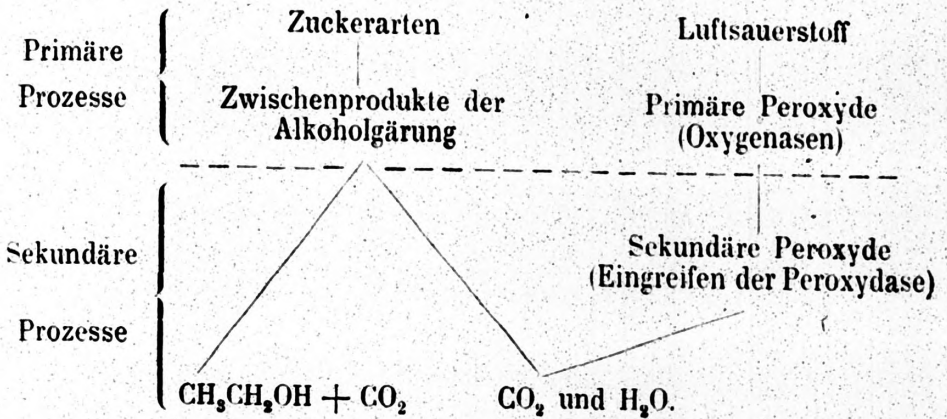 Primäre
Prozesse
Zuckerarten
Luftsauerstoff
Zwischenprodukte der
Alkoholgärung
Primäre Peroxyde
(Oxygenasen)
Sekundäre
Prozesse
Sekundäre Peroxyde
(Eingreifen der Peroxydase)
CH₃CH₂OH + CO₂
CO₂ und H₂O.